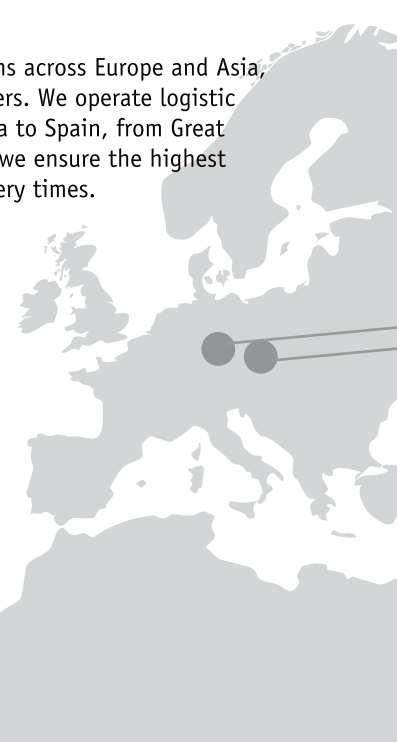 ns across Europe and Asia,
ers. We operate logistic
a to Spain, from Great
we ensure the highest
ery times.